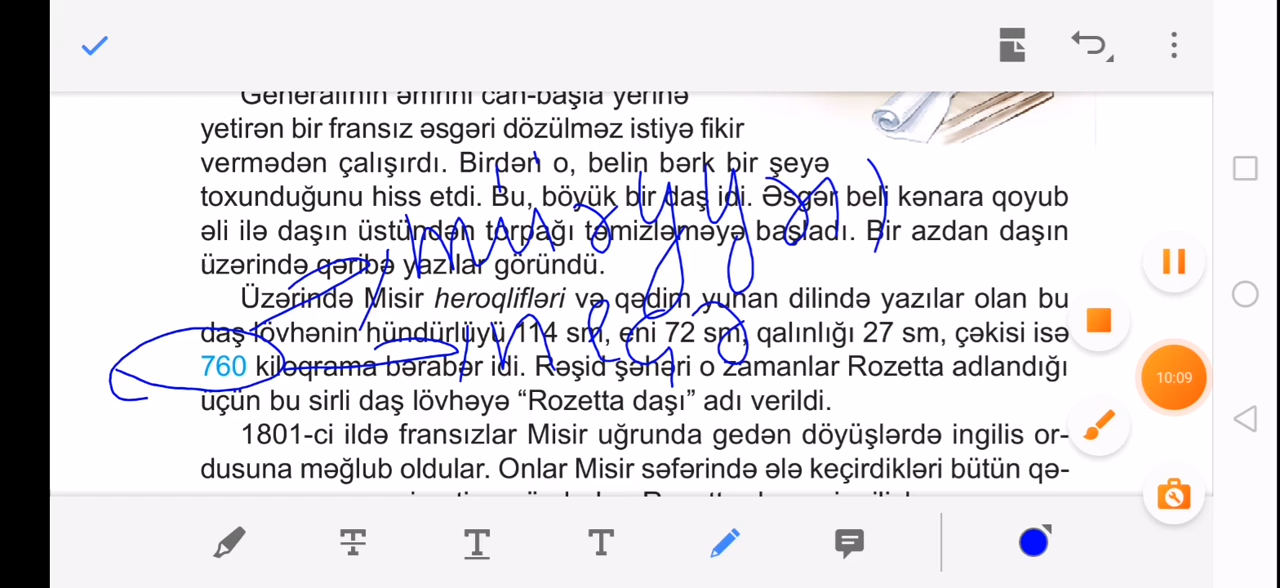 Generalının əmrini can-başla yerinə
yetirən bir fransız əsgəri dözülməz istiyə fikir
vermədən çalışırdı. Birdən o, belin bərk bir şeyə
toxunduğunu hiss etdi. Bu, böyük bir daş idi. Əsgər beli kənara qoyub
əli ilə daşın üstündən torpağı təmizləməyə başladı. Bir azdan daşın
üzərində qəribə yazılar göründü.
müəyyən
Üzərində Misir heroqlifləri və qədim yunan dilində yazılar olan bu
daş lövhənin hündürlüyü 114 sm, eni 72 sm, qalınlığı 27 sm, çəkisi isə
neçə
760 kiloqrama bərabər idi. Rəşid şəhəri o zamanlar Rozetta adlandığı
üçün bu sirli daş lövhəyə “Rozetta daşı” adı verildi.
1801-ci ildə fransızlar Misir uğrunda gedən döyüşlərdə ingilis or-
dusuna məğlub oldular. Onlar Misir səfərində ələ keçirdikləri bütün qə-
10:09
T T T